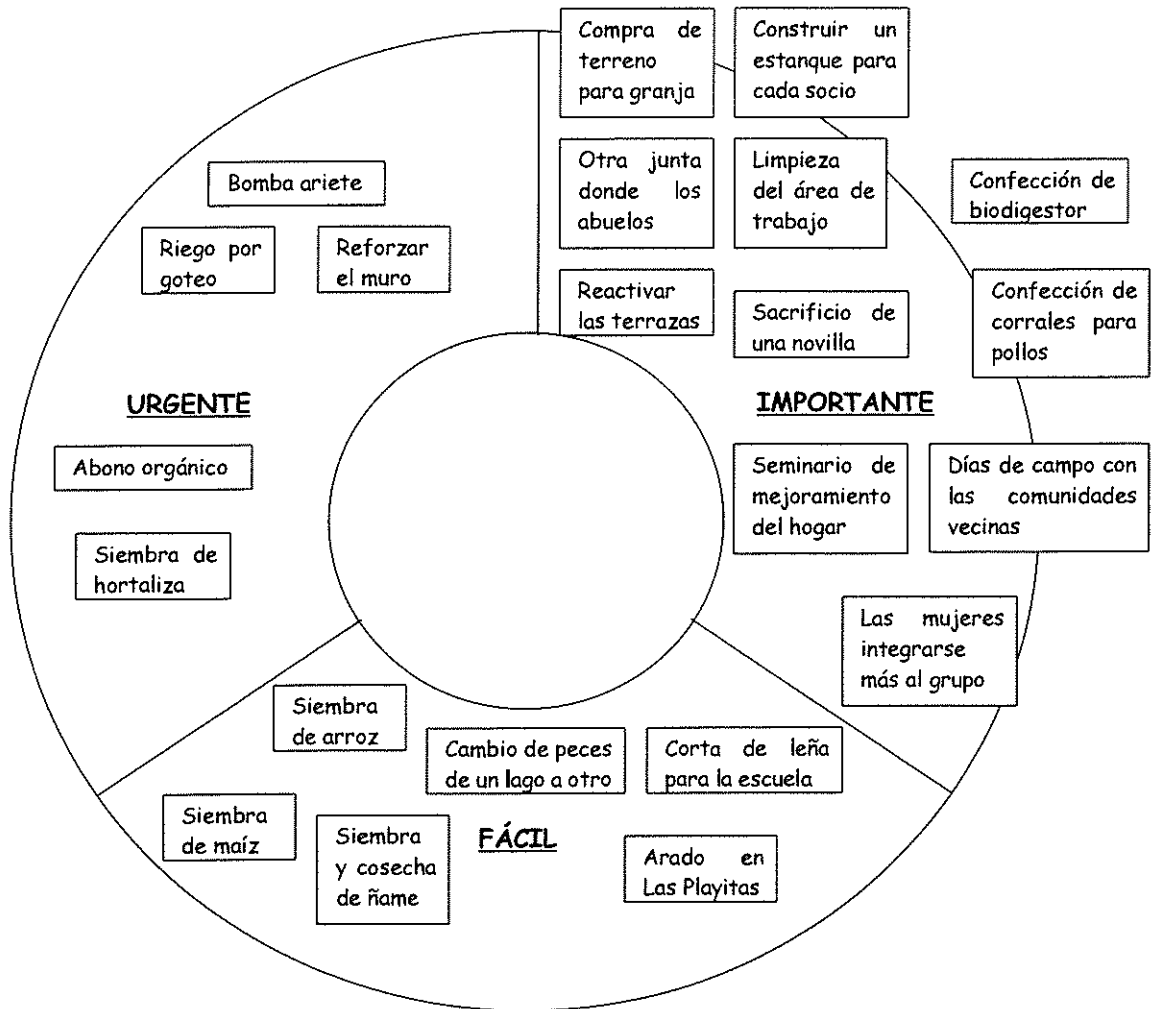 Compra de
terreno
para granja
Construir un
estanque para
cada socio
Otra junta
donde los
abuelos
Limpieza
del área de
trabajo
Confección de
biodigestor
Bomba ariete
Riego por
goteo
Reforzar
el muro
Reactivar
las terrazas
Sacrificio de
una novilla
Confección de
corrales para
pollos
URGENTE
IMPORTANTE
Abono orgánico
Siembra de
hortaliza
Seminario de
mejoramiento
del hogar
Días de campo con
las comunidades
vecinas
Las mujeres
integrarse
más al grupo
Siembra
de arroz
Cambio de peces
de un lago a otro
Corta de leña
para la escuela
Siembra
de maíz
Siembra
y cosecha
de ñame
FÁCIL
Arado en
Las Playitas